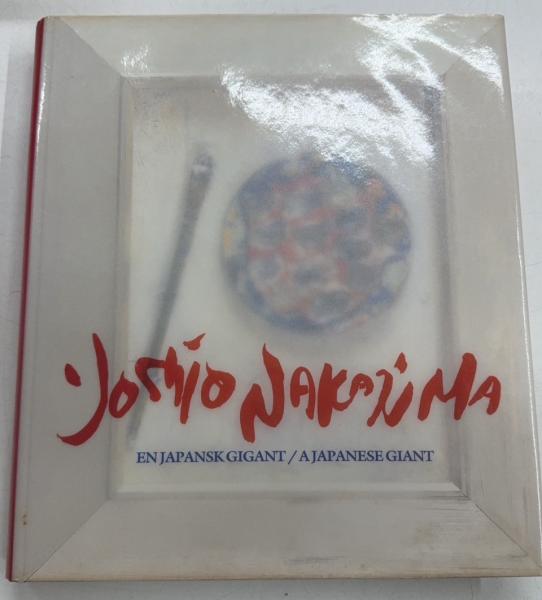 YOSHIO NAKAJIMA
EN JAPANSK GIGANT / A JAPANESE GIANT